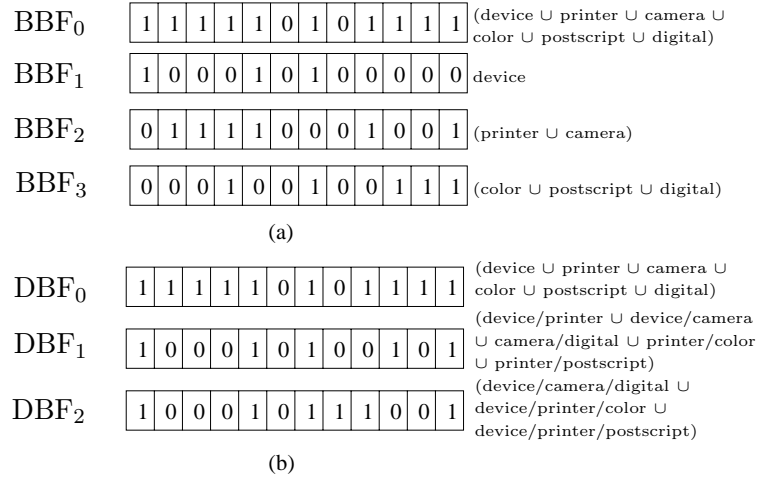 BBF0 1 1 1 1 1 0 1 0 1 1 1 1 (device ∪ printer ∪ camera ∪
color ∪ postscript ∪ digital)
BBF1 1 0 0 0 1 0 1 0 0 0 0 0 device
BBF2 0 1 1 1 1 0 0 0 1 0 0 1 (printer ∪ camera)
BBF3 0 0 0 1 0 0 1 0 0 1 1 1 (color ∪ postscript ∪ digital)
(a)
DBF0 1 1 1 1 1 0 1 0 1 1 1 1 (device ∪ printer ∪ camera ∪
color ∪ postscript ∪ digital)
(device/printer ∪ device/camera
DBF1 1 0 0 0 1 0 1 0 0 1 0 1 ∪ camera/digital ∪ printer/color
∪ printer/postscript)
(device/camera/digital ∪
DBF2 1 0 0 0 1 0 1 1 1 0 0 1 device/printer/color ∪
device/printer/postscript)
(b)